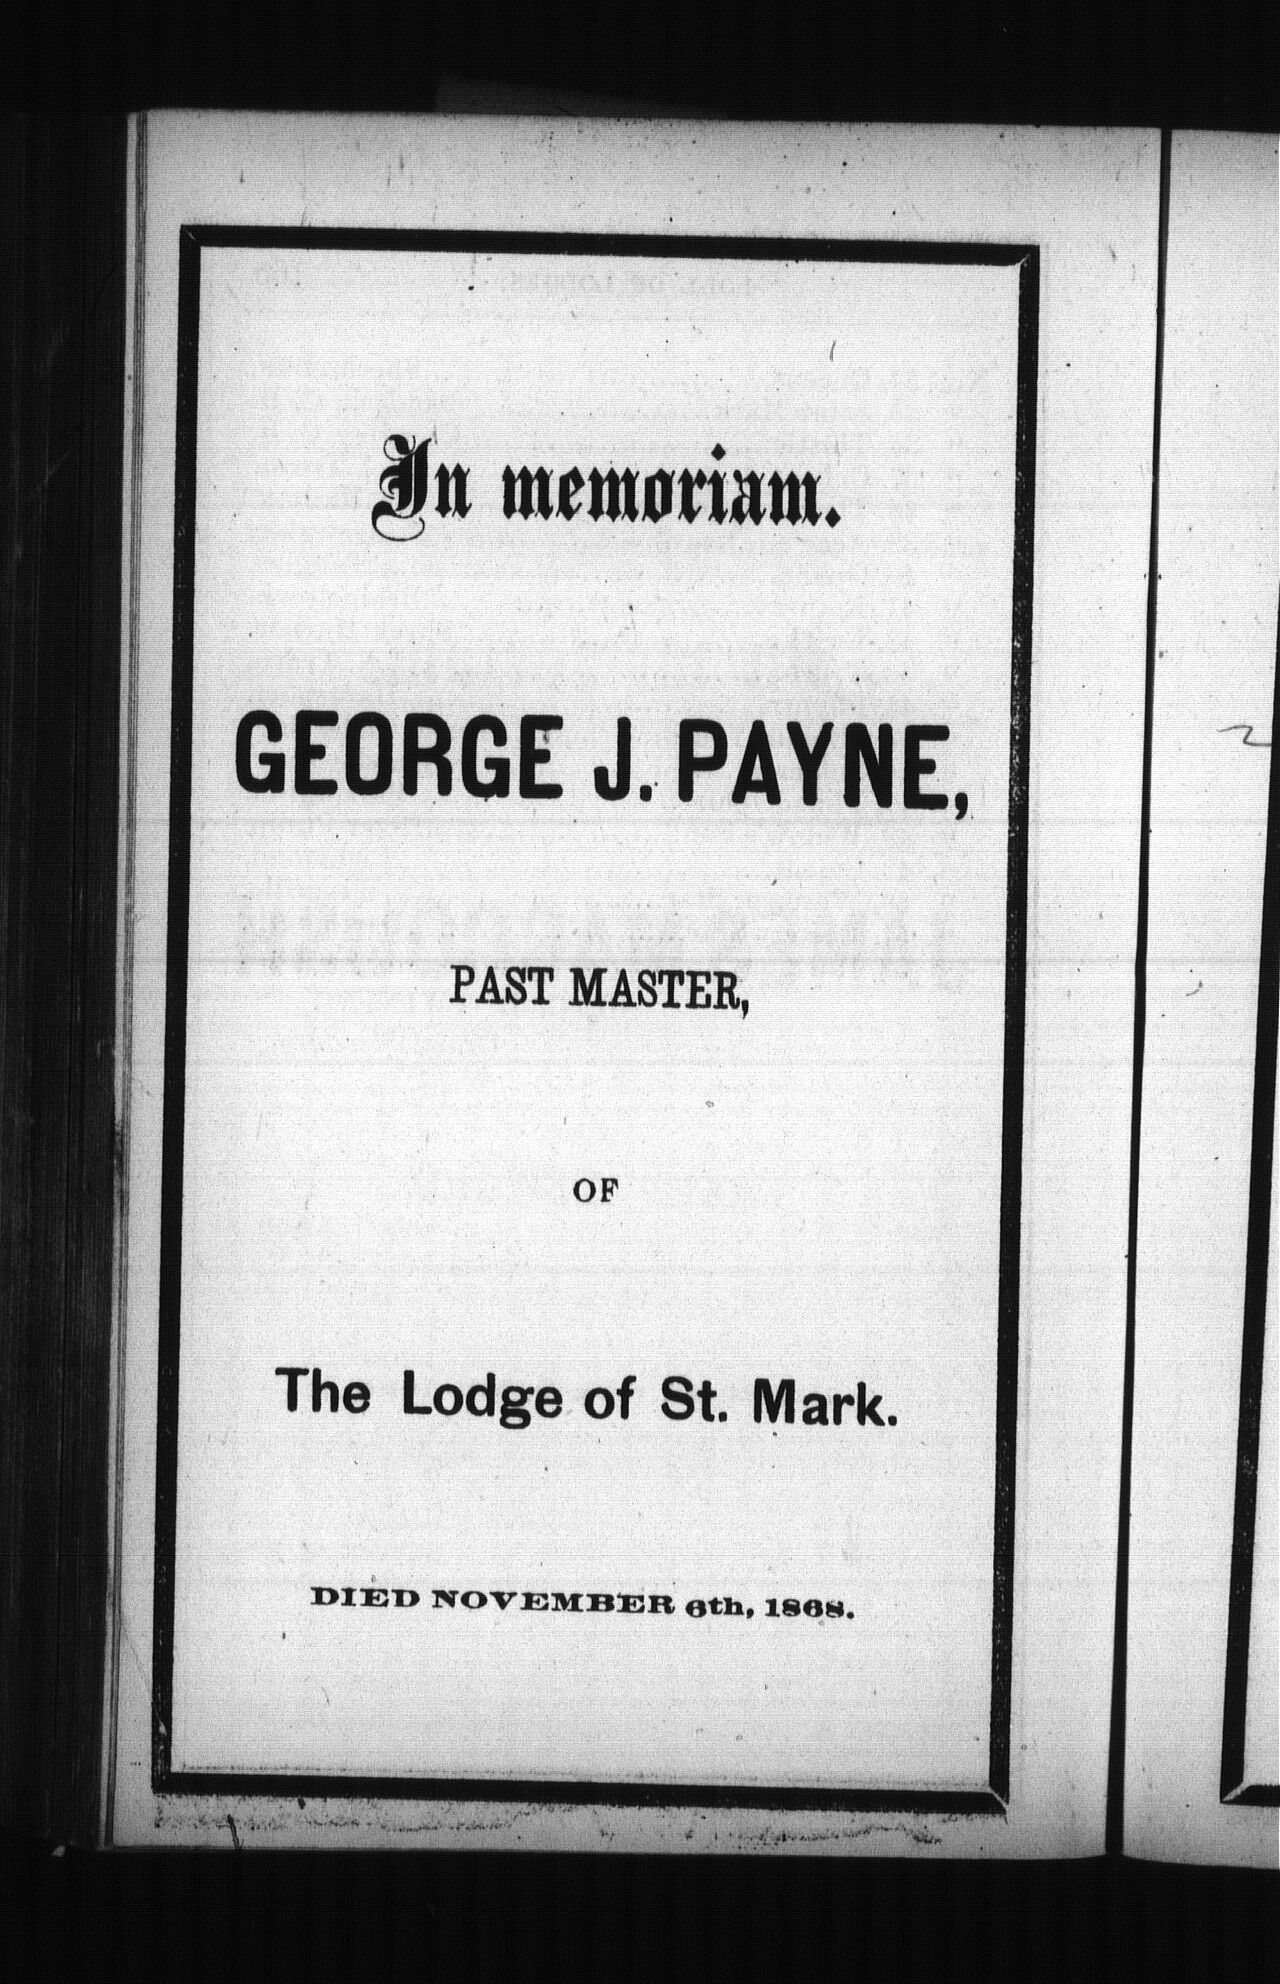 In memoriam.
GEORGE J. PAYNE,
PAST MASTER,
OF
The Lodge of St. Mark.
DIED NOVEMBER 6th, 1868.